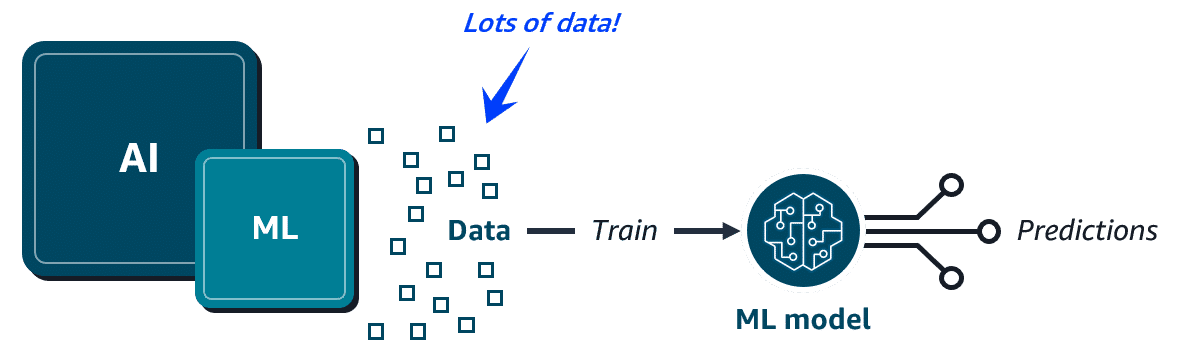 Lots of data!
AI
ML
Data
Train
Predictions
ML model